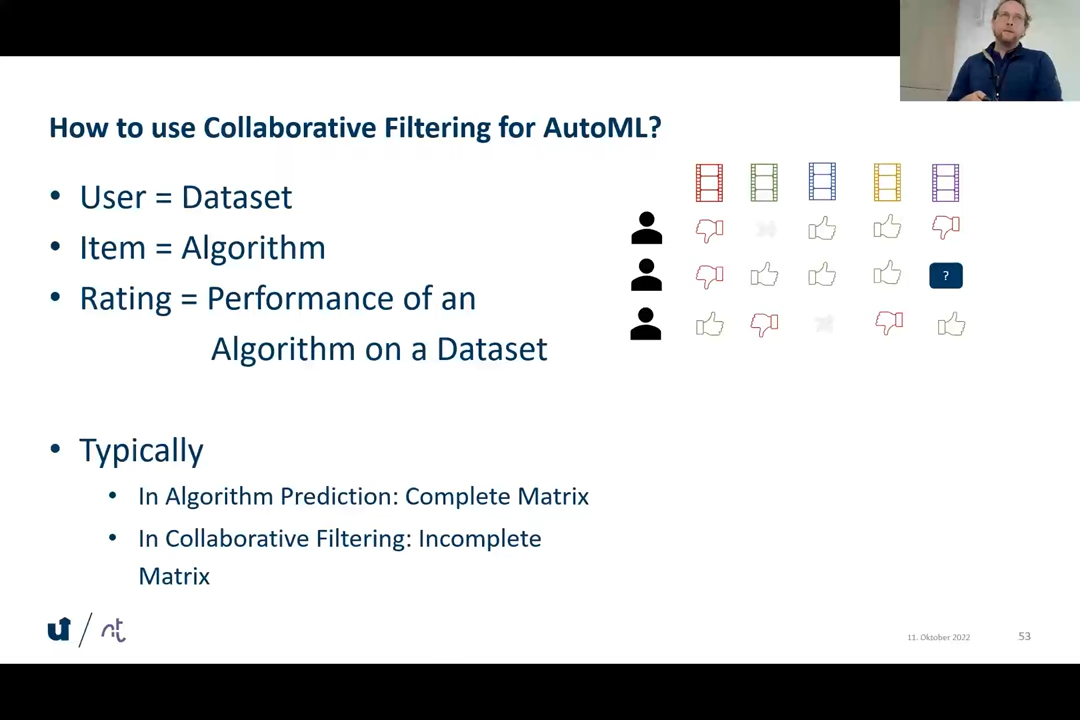 How to use Collaborative Filtering for AutoML?
• User = Dataset
• Item = Algorithm
• Rating = Performance of an
Algorithm on a Dataset
?
• Typically
• In Algorithm Prediction: Complete Matrix
• In Collaborative Filtering: Incomplete
Matrix
11. Oktober 2022
53